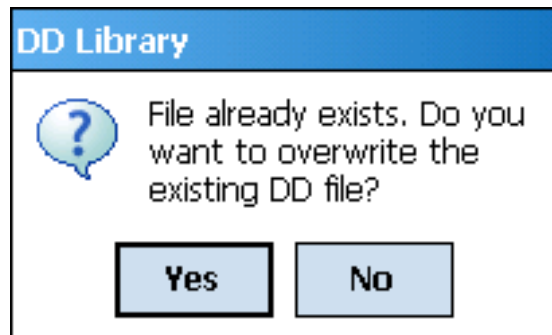 DD Library
File already exists. Do you
want to overwrite the
existing DD file?
Yes No